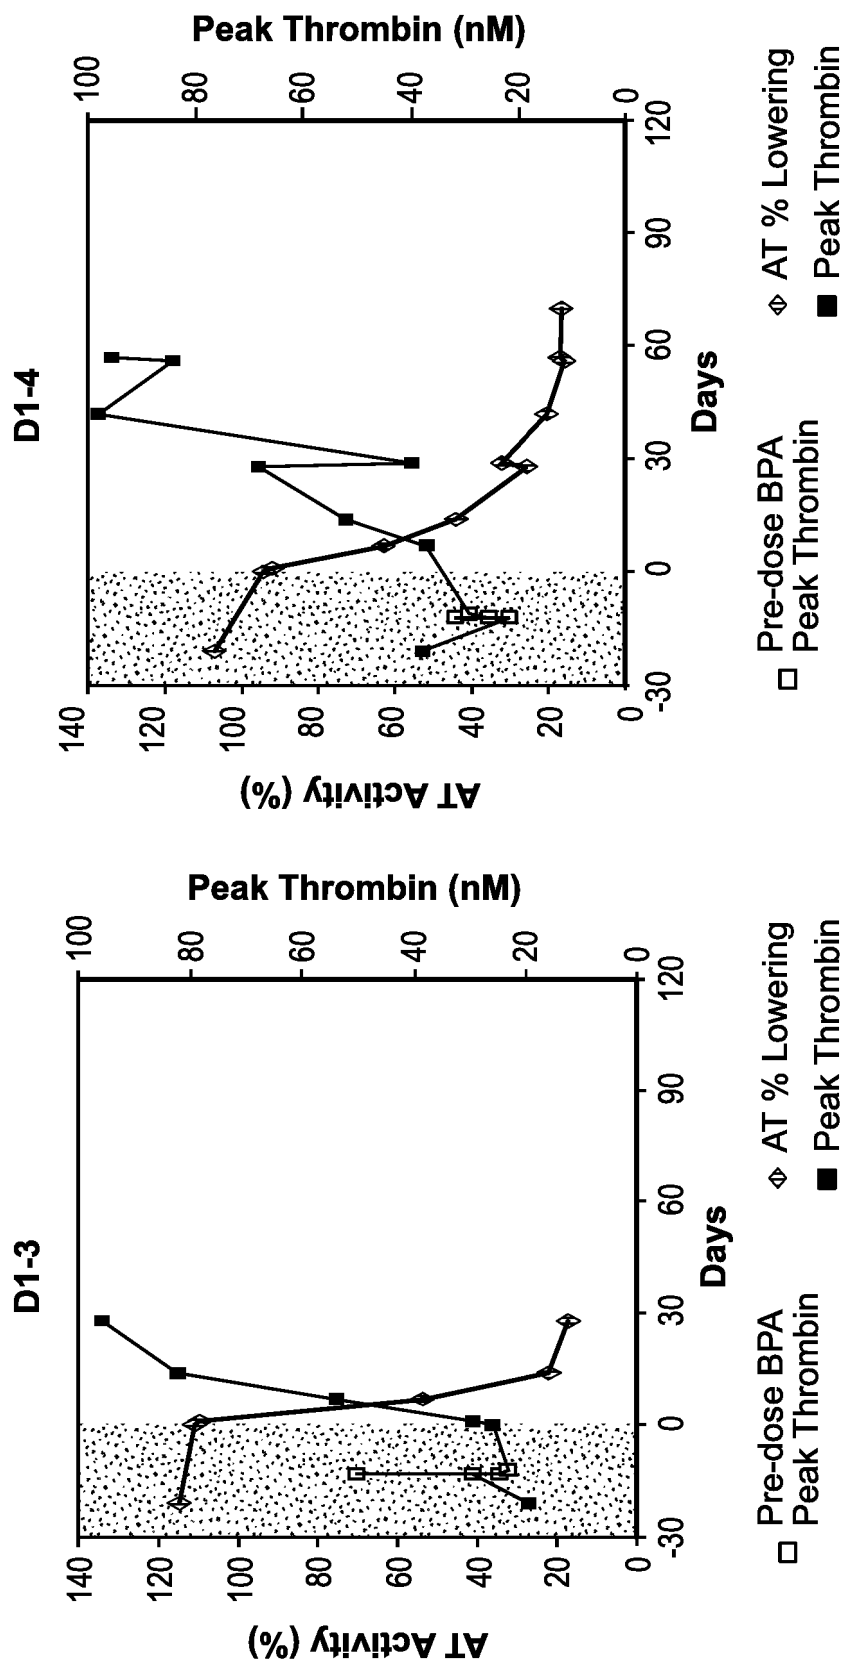 D1-3
AT Activity (%)
140
120
100
80
60
40
20
0
-30
0
30
60
90
120
Days
100
80
60
40
20
0
Peak Thrombin (nM)
Pre-dose BPA
Peak Thrombin
AT % Lowering
Peak Thrombin
D1-4
AT Activity (%)
140
120
100
80
60
40
20
0
-30
0
30
60
90
120
Days
100
80
60
40
20
0
Peak Thrombin (nM)
Pre-dose BPA
Peak Thrombin
AT % Lowering
Peak Thrombin